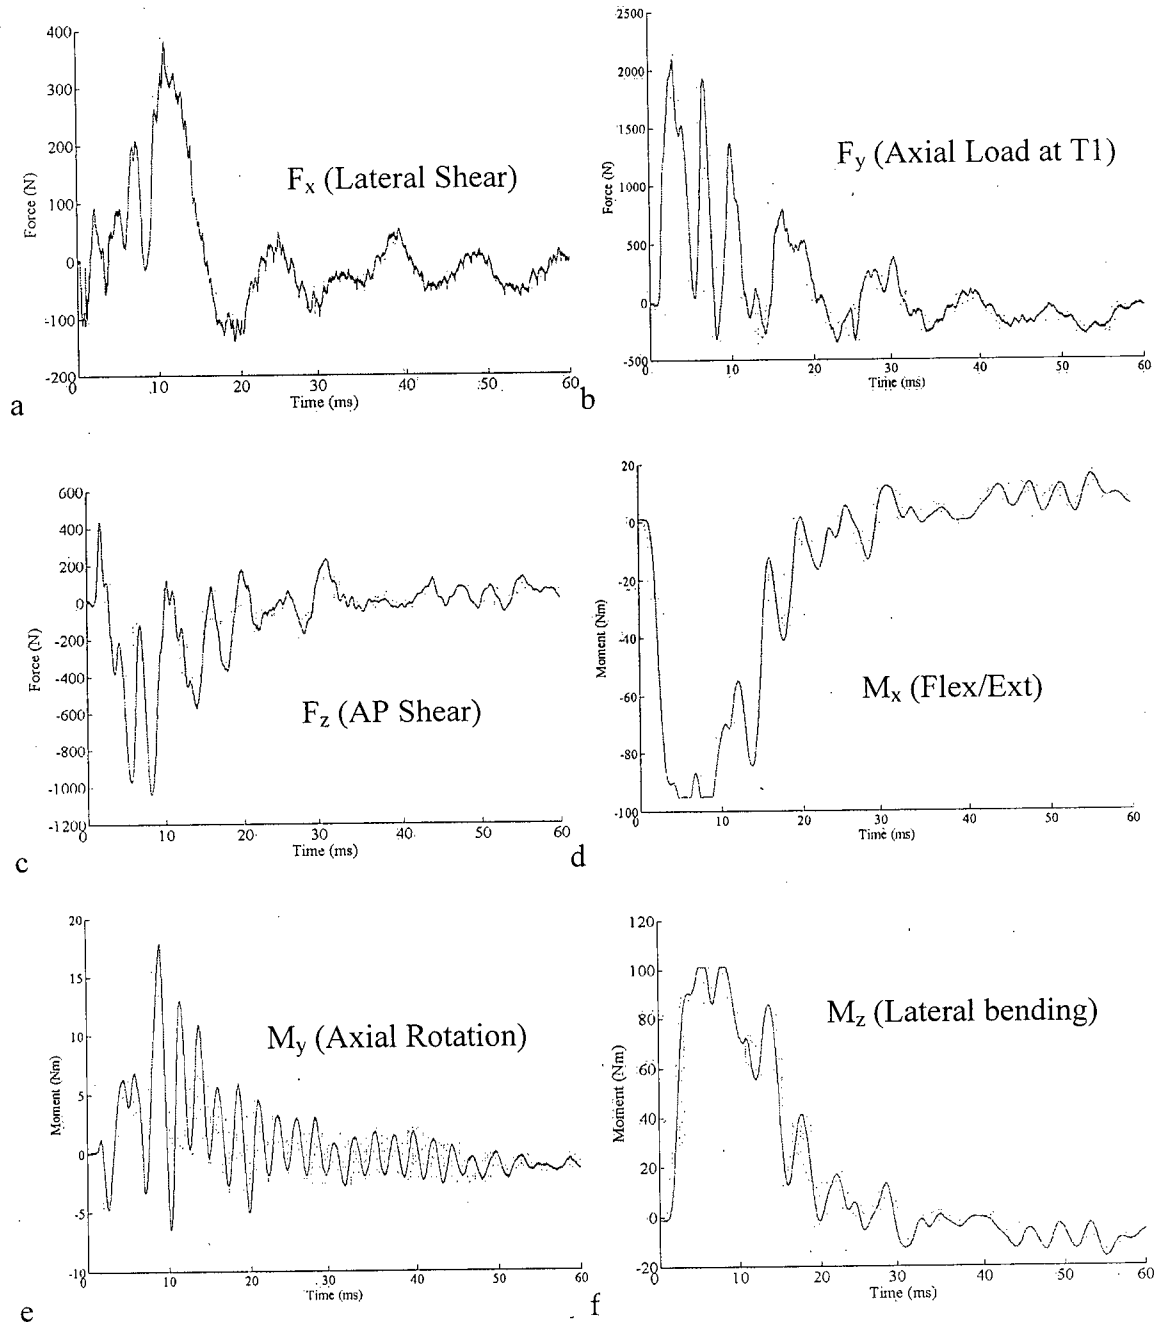 400
300
200
100
0
-100
-200
0 10 20 30 40 50 60
Force (N)
Time (ms)
Fx (Lateral Shear)
a
2500
2000
1500
1000
500
0
-500
0 10 20 30 40 50 60
Force (N)
Time (ms)
Fy (Axial Load at T1)
b
600
400
200
0
-200
-400
-600
-800
-1000
-1200
0 10 20 30 40 50 60
Force (N)
Time (ms)
Fz (AP Shear)
c
20
0
-20
-40
-60
-80
-100
0 10 20 30 40 50 60
Moment (Nm)
Time (ms)
Mx (Flex/Ext)
d
20
15
10
5
0
-5
-10
0 10 20 30 40 50 60
Moment (Nm)
Time (ms)
My (Axial Rotation)
e
120
100
80
60
40
20
0
-20
0 10 20 30 40 50 60
Moment (Nm)
Time (ms)
Mz (Lateral bending)
f